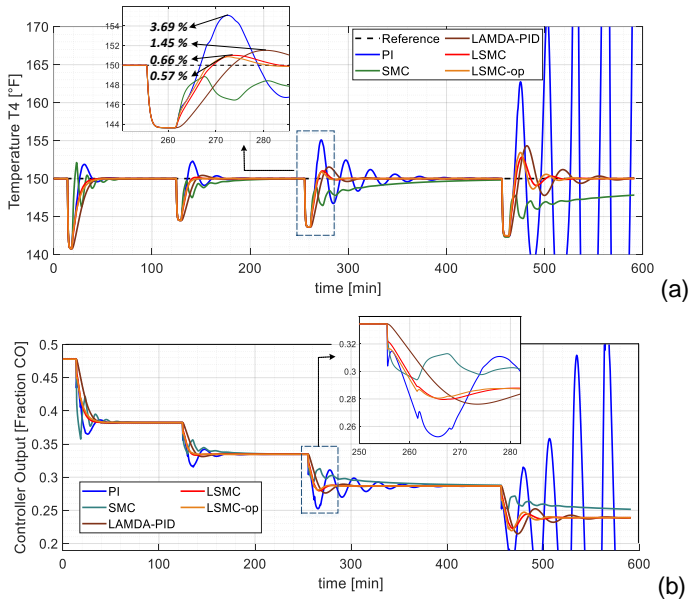 3.69 %
1.45 %
0.66 %
0.57 %
156
154
152
150
148
146
144
260
270
280
Reference
PI
SMC
LAMDA-PID
LSMC
LSMC-op
Temperature T4 [°F]
170
165
160
155
150
145
140
0
100
200
300
400
500
600
time [min]
(a)
Controller Output [Fraction CO]
0.5
0.45
0.4
0.35
0.3
0.25
0.2
0.32
0.3
0.28
0.26
250
260
270
280
PI
SMC
LAMDA-PID
LSMC
LSMC-op
0
100
200
300
400
500
600
time [min]
(b)